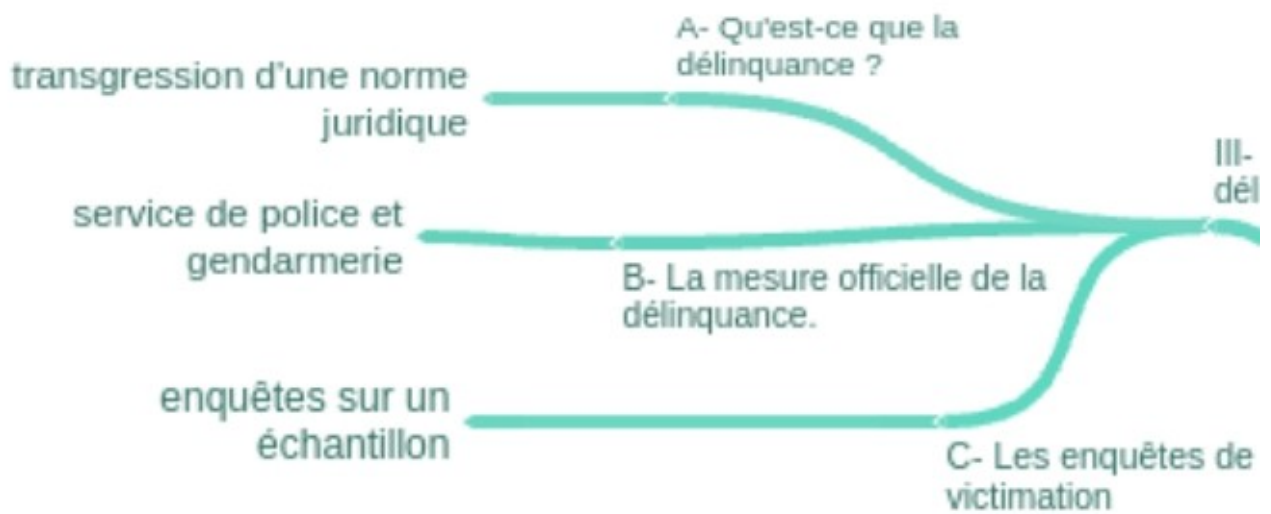 A- Qu'est-ce que la
délinquance ?
transgression d'une norme
juridique
III-
dél
service de police et
gendarmerie
B- La mesure officielle de la
délinquance.
enquêtes sur un
échantillon
C- Les enquêtes de
victimation